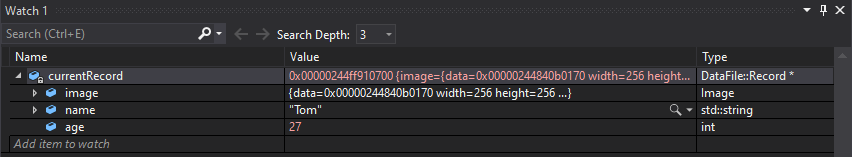 Watch 1
Search (Ctrl+E) Search Depth: 3
Name Value Type
currentRecord 0x00000244ff910700 {image={data=0x00000244840b0170 width=256 height... DataFile::Record *
image {data=0x00000244840b0170 width=256 height=256 ...} Image
name "Tom" std::string
age 27 int
Add item to watch